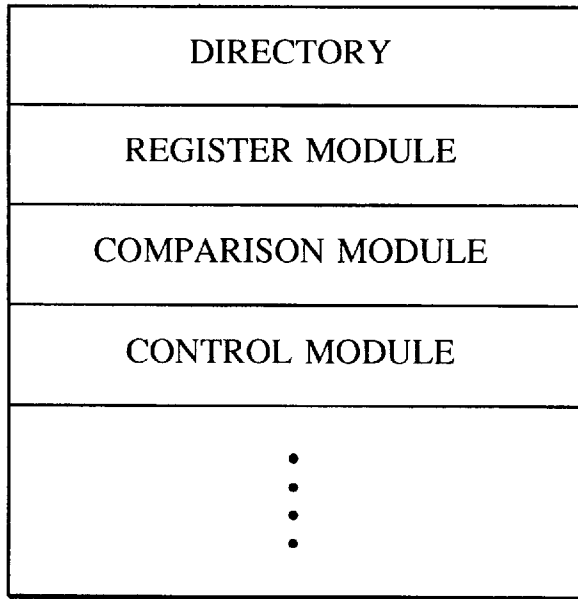 DIRECTORY
REGISTER MODULE
COMPARISON MODULE
CONTROL MODULE